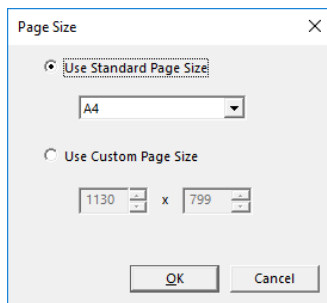 Page Size
Use Standard Page Size
A4
Use Custom Page Size
1130 x 799
OK Cancel